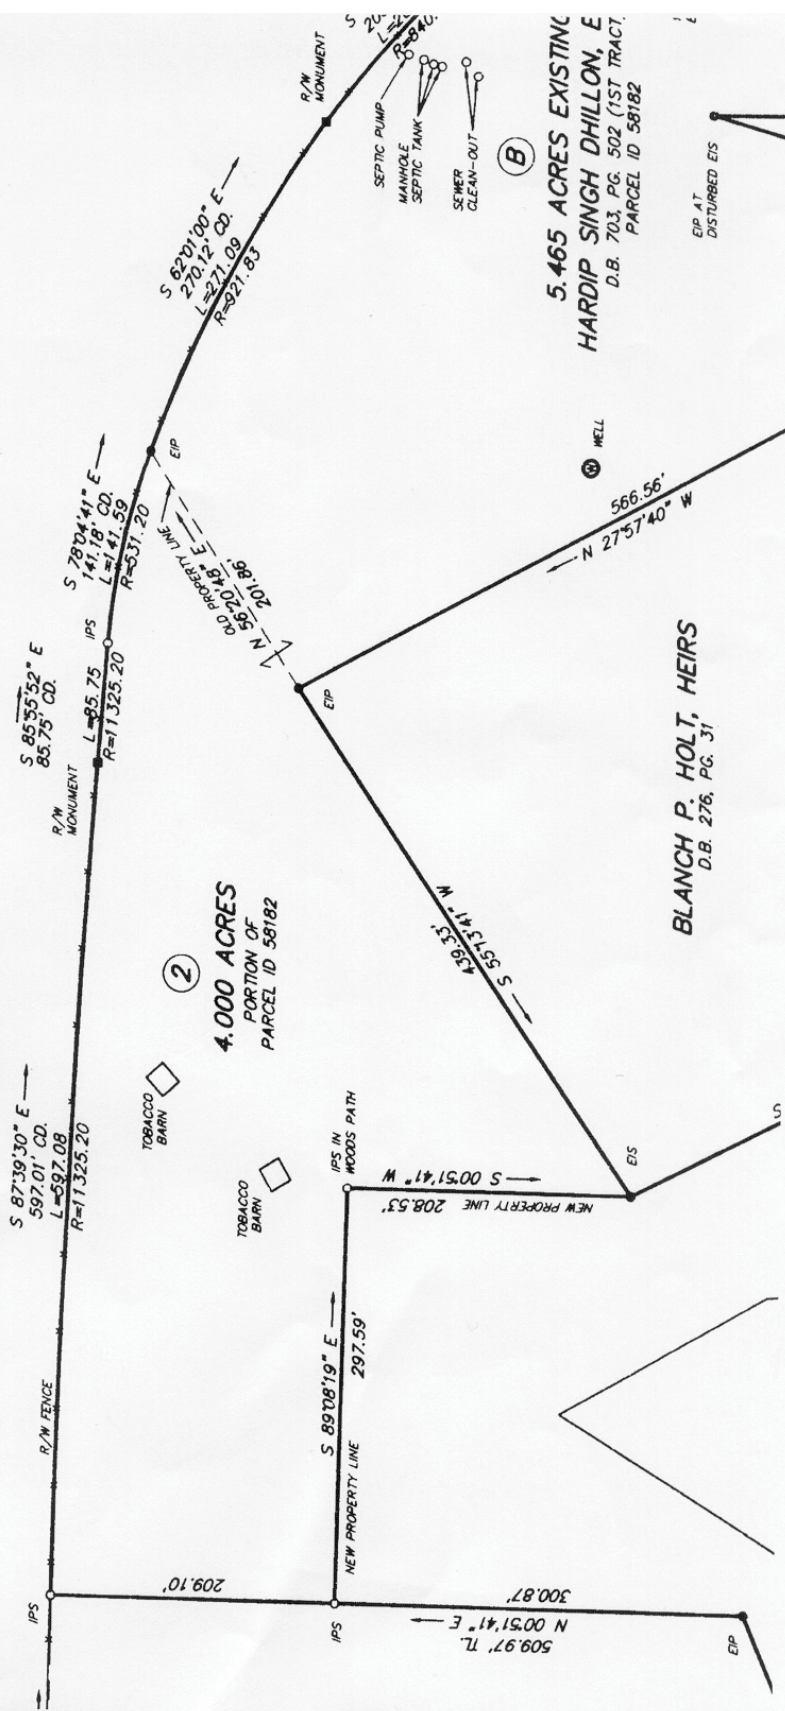 S 87°39'30" E
597.01' CD.
L=597.08
R=11325.20
S 85°55'52" E
85.75' CD.
L=85.75
R=11325.20
S 78°04'41" E
141.18' CD.
L=141.59
R=531.20
S 62°01'00" E
270.12' CD.
L=271.09
R=921.83
R/W
MONUMENT
R/W FENCE
R/W
MONUMENT
IPS
IPS
EIP
OLD PROPERTY LINE
N 56°20'48" E
201.86'
EIP
SEPTIC PUMP
MANHOLE
SEPTIC TANK
SEWER
CLEAN-OUT
B
5.465 ACRES EXISTING
HARDIP SINGH DHILLON, E
D.B. 703, PG. 502 (1ST TRACT
PARCEL ID 58182
WELL
EIP AT
DISTURBED EIS
566.56'
N 27°57'40" W
2
4.000 ACRES
PORTION OF
PARCEL ID 58182
TOBACCO
BARN
TOBACCO
BARN
439.33'
S 55°13'41" W
BLANCH P. HOLT, HEIRS
D.B. 276, PG. 31
IPS IN
WOODS PATH
S 00°51'41" W
208.53'
NEW PROPERTY LINE
EIS
S 89°08'19" E
297.59'
NEW PROPERTY LINE
209.10'
IPS
300.87'
N 00°51'41" E
509.97' TL.
EIP